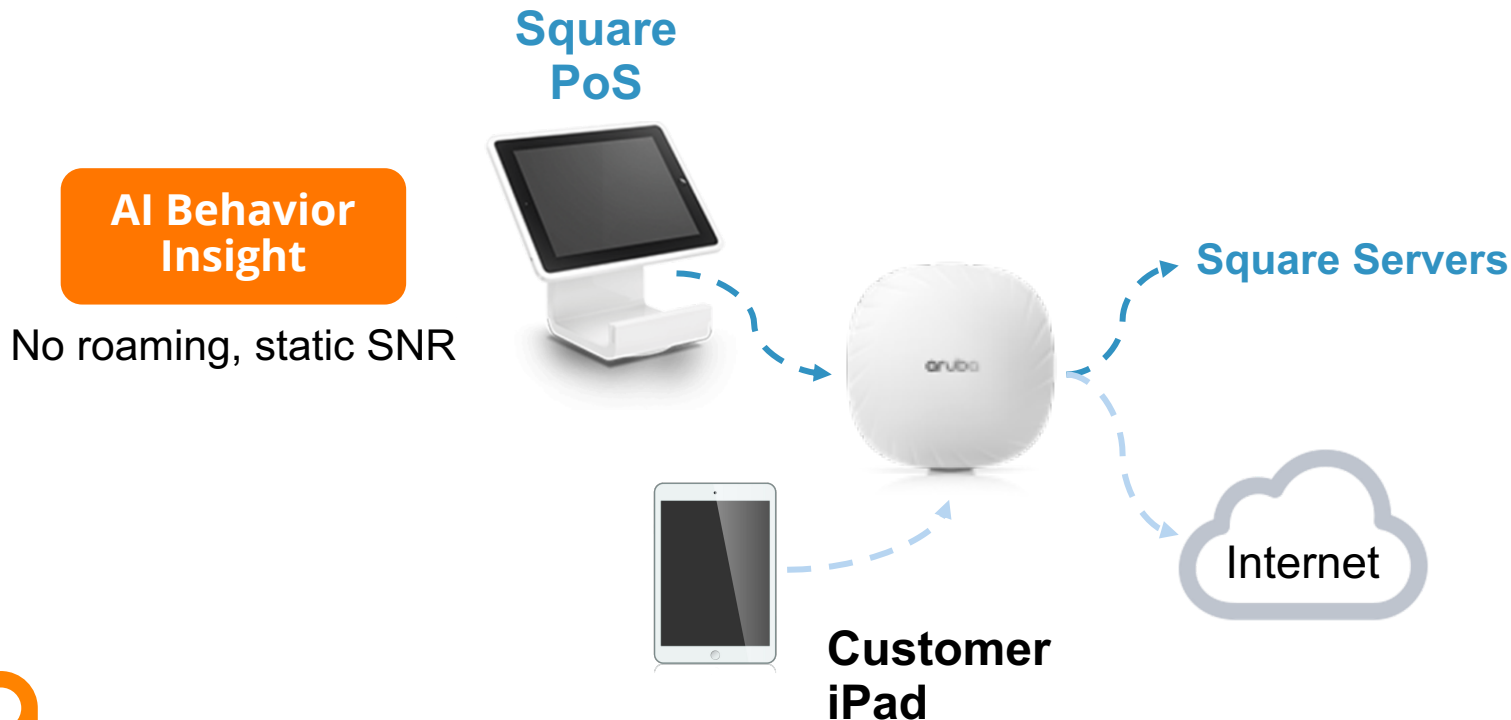 Square
PoS
AI Behavior
Insight
No roaming, static SNR
Square Servers
aruba
Internet
Customer
iPad